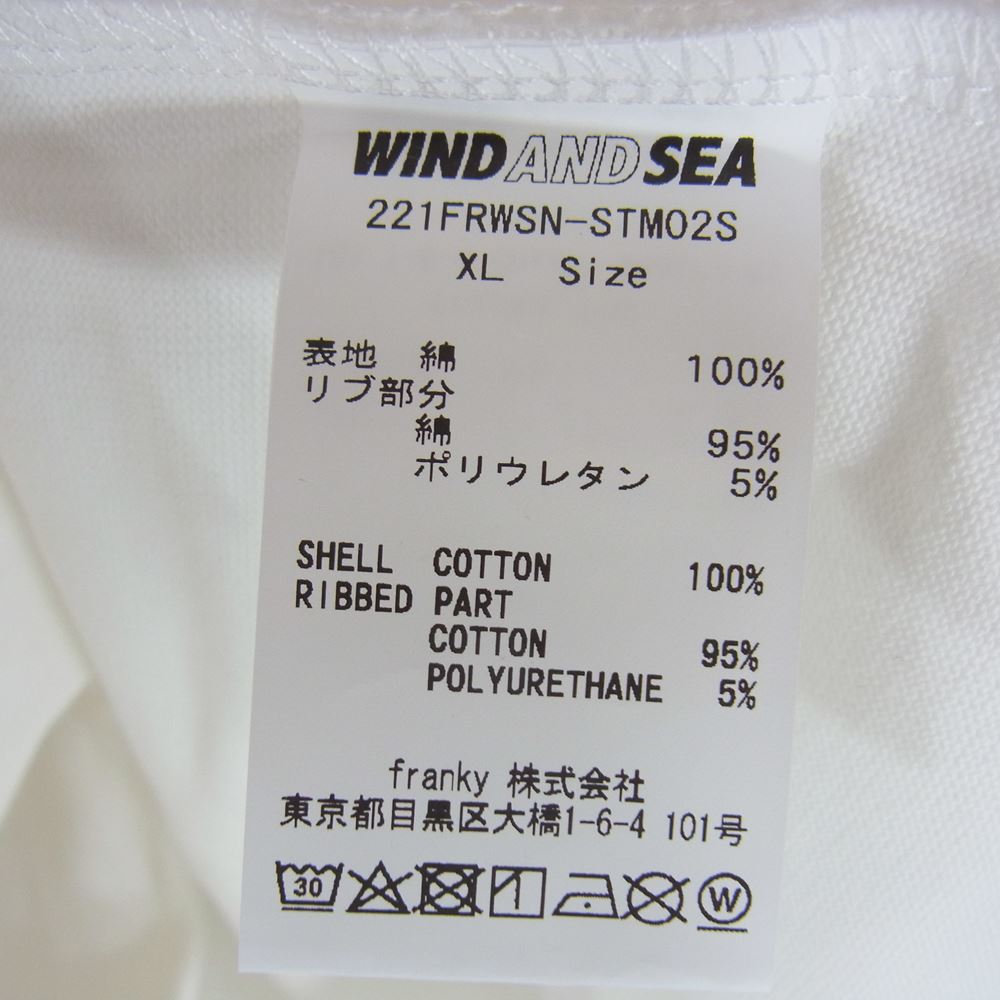 WIND AND SEA
221FRWSN-STM02S
XL Size
表地 綿 100%
リブ部分
綿 95%
ポリウレタン 5%
SHELL COTTON 100%
RIBBED PART
COTTON 95%
POLYURETHANE 5%
franky 株式会社
東京都目黒区大橋1-6-4 101号
30 W